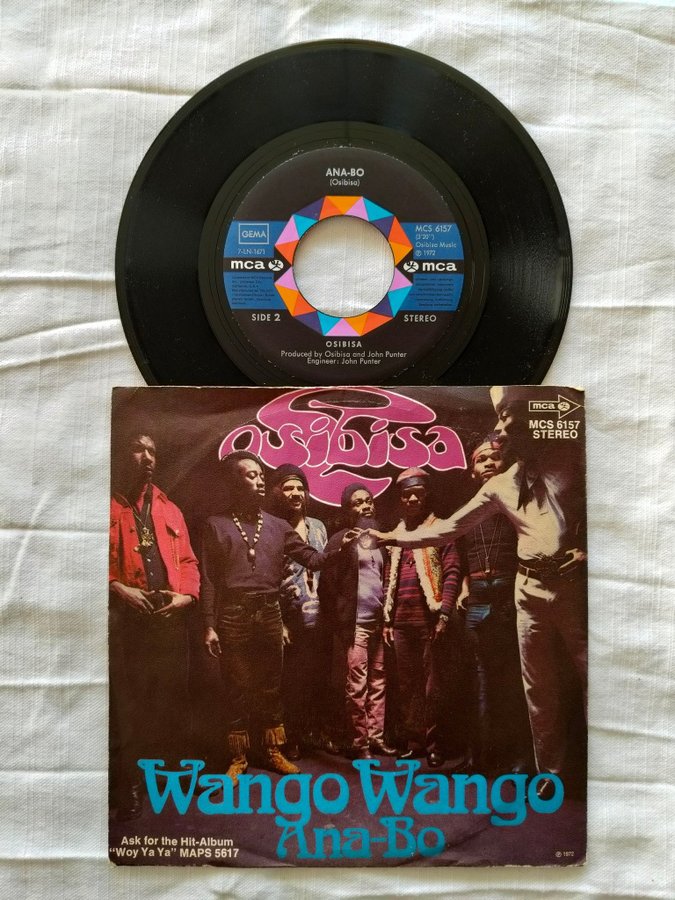 ANA-BO
(Osibisa)
GEMA
7-LN-1671
mca
MCS 6157
(3'20")
Osibisa Music
℗ 1972
mca
SIDE 2
STEREO
OSIBISA
Produced by Osibisa and John Punter
Engineer: John Punter
osibisa
mca
MCS 6157
STEREO
Wango Wango
Ana-Bo
Ask for the Hit-Album
"Woy Ya Ya" MAPS 5617
℗ 1972